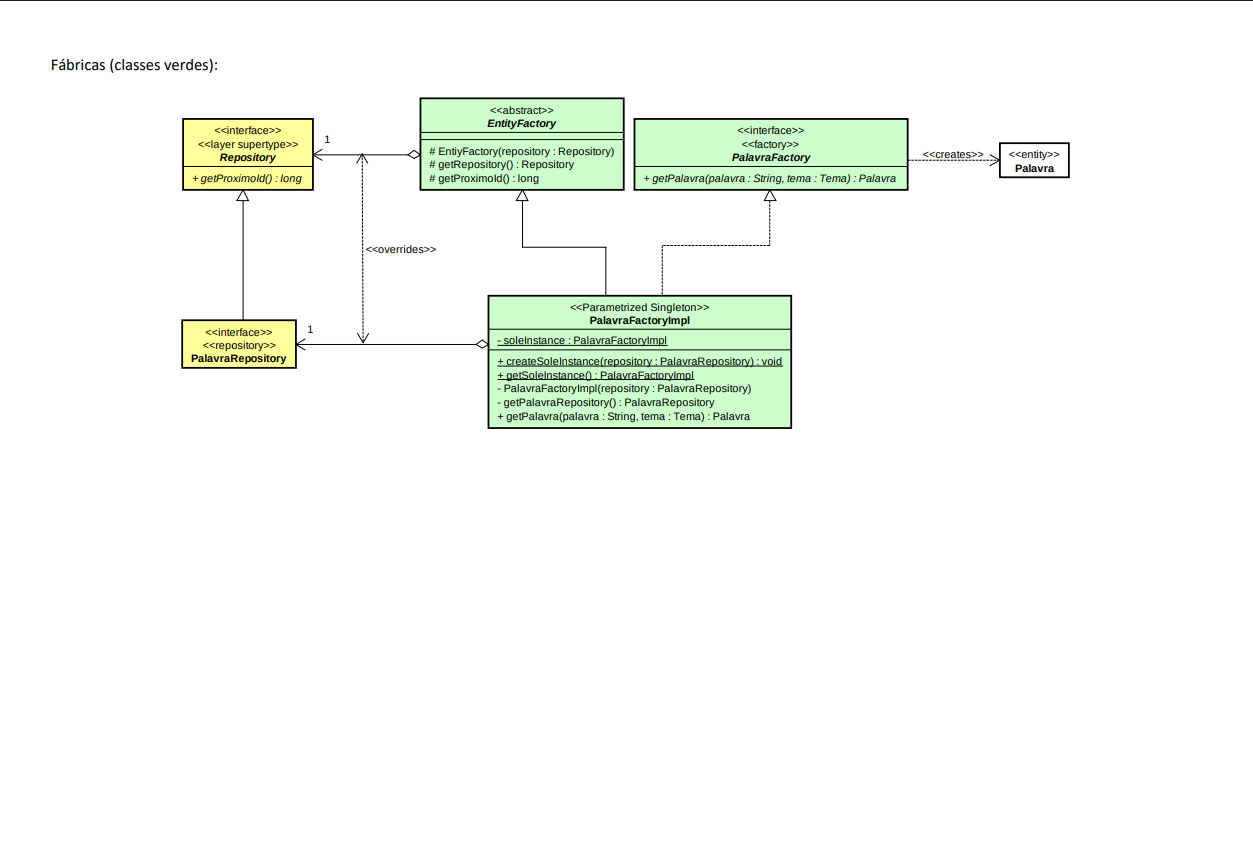 Fábricas (classes verdes):
<<interface>>
<<layer supertype>>
Repository
+ getProximoId() : long
1
<<abstract>>
EntityFactory
# EntiyFactory(repository : Repository)
# getRepository() : Repository
# getProximoId() : long
<<interface>>
<<factory>>
PalavraFactory
+ getPalavra(palavra : String, tema : Tema) : Palavra
<<creates>>
<<entity>>
Palavra
<<overrides>>
<<interface>>
<<repository>>
PalavraRepository
1
<<Parametrized Singleton>>
PalavraFactoryImpl
- soleInstance : PalavraFactoryImpl
+ createSoleInstance(repository : PalavraRepository) : void
+ getSoleInstance() : PalavraFactoryImpl
- PalavraFactoryImpl(repository : PalavraRepository)
- getPalavraRepository() : PalavraRepository
+ getPalavra(palavra : String, tema : Tema) : Palavra